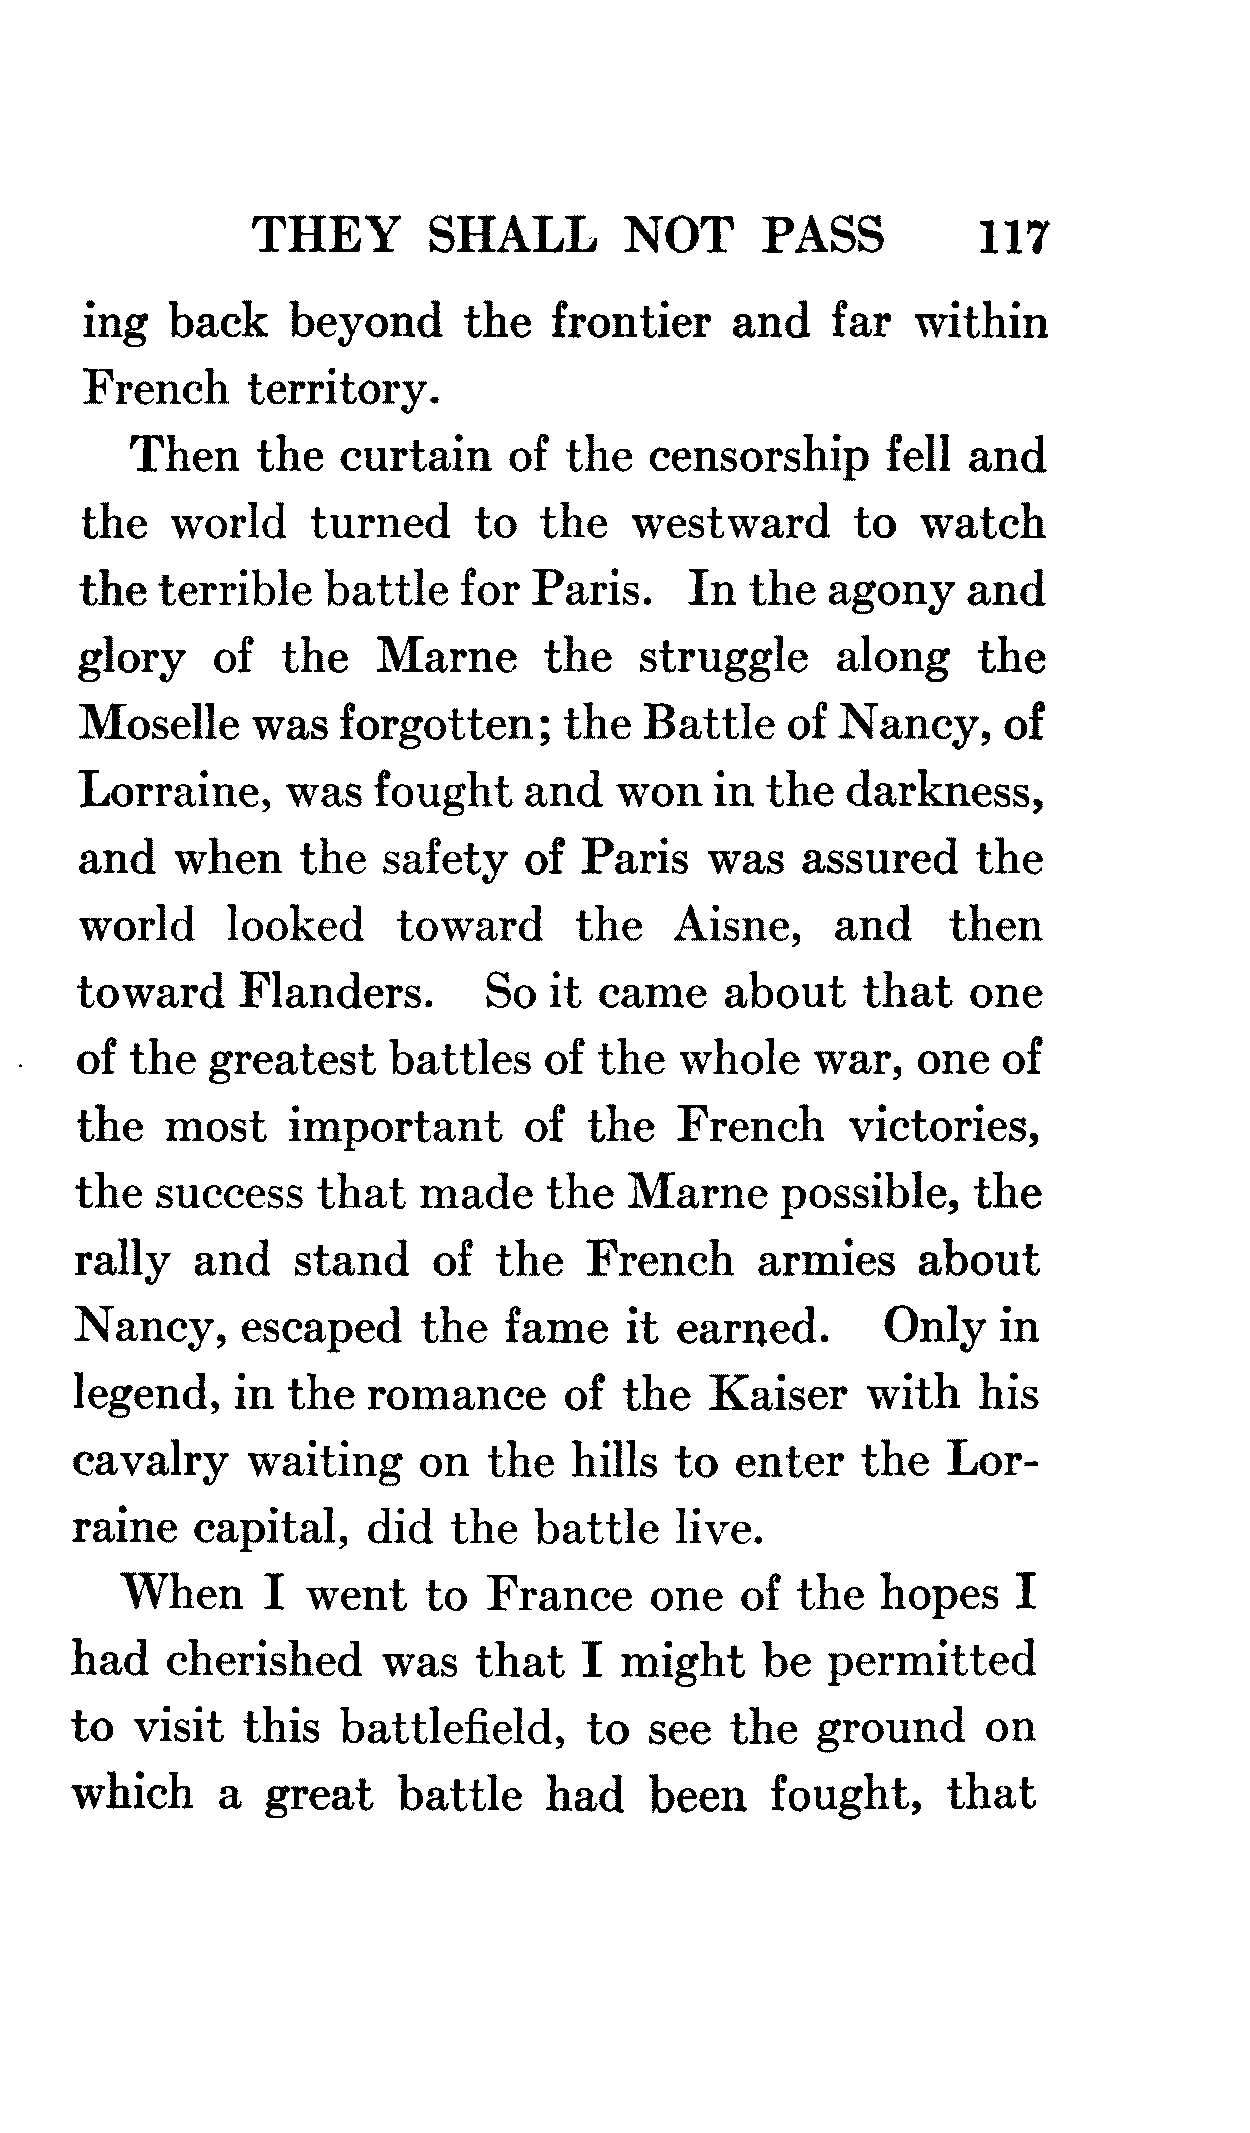 THEY SHALL NOT PASS 117
ing back beyond the frontier and far within
French territory.
Then the curtain of the censorship fell and
the world turned to the westward to watch
the terrible battle for Paris. In the agony and
glory of the Marne the struggle along the
Moselle was forgotten; the Battle of Nancy, of
Lorraine, was fought and won in the darkness,
and when the safety of Paris was assured the
world looked toward the Aisne, and then
toward Flanders. So it came about that one
of the greatest battles of the whole war, one of
the most important of the French victories,
the success that made the Marne possible, the
rally and stand of the French armies about
Nancy, escaped the fame it earned. Only in
legend, in the romance of the Kaiser with his
cavalry waiting on the hills to enter the Lor-
raine capital, did the battle live.
When I went to France one of the hopes I
had cherished was that I might be permitted
to visit this battlefield, to see the ground on
which a great battle had been fought, that